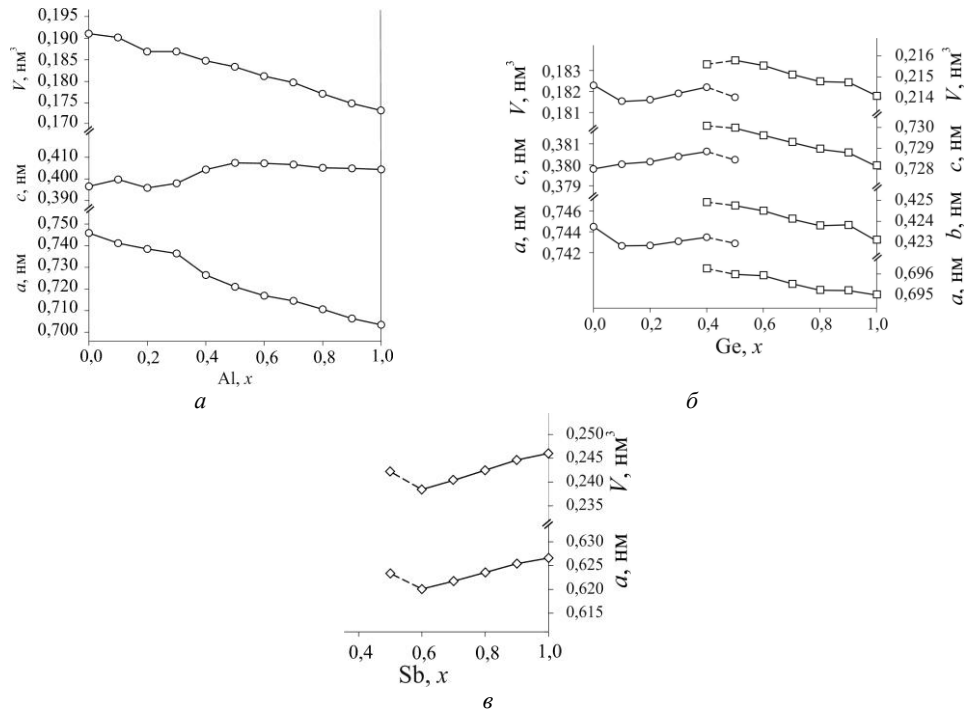 0,195
0,190
0,185
0,180
0,175
0,170
V, нм³
0,410
0,400
0,390
c, нм
0,750
0,740
0,730
0,720
0,710
0,700
a, нм
0,0 0,2 0,4 0,6 0,8 1,0
Al, x
а
0,183
0,182
0,181
V, нм³
0,381
0,380
0,379
c, нм
0,746
0,744
0,742
a, нм
0,216
0,215
0,214
V, нм³
0,730
0,729
0,728
c, нм
0,425
0,424
0,423
b, нм
0,696
0,695
a, нм
0,0 0,2 0,4 0,6 0,8 1,0
Ge, x
б
0,250
0,245
0,240
0,235
V, нм³
0,630
0,625
0,620
0,615
a, нм
0,4 0,6 0,8 1,0
Sb, x
в